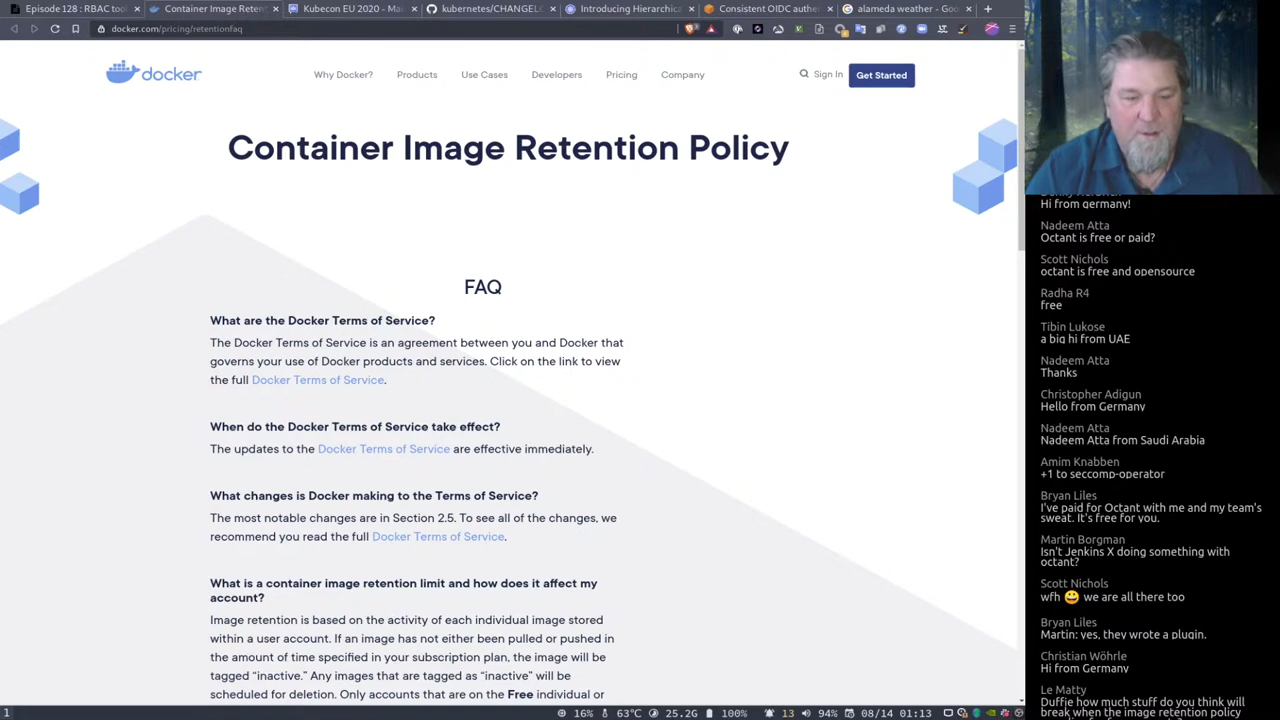 Episode 128 : RBAC tool
Container Image Retent
Kubecon EU 2020 - Ma
kubernetes/CHANGEL
Introducing Hierarchica
Consistent OIDC authe
alameda weather - Goo
docker.com/pricing/retentionfaq
docker
Why Docker?
Products
Use Cases
Developers
Pricing
Company
Sign In
Get Started
Container Image Retention Policy
FAQ
What are the Docker Terms of Service?
The Docker Terms of Service is an agreement between you and Docker that
governs your use of Docker products and services. Click on the link to view
the full Docker Terms of Service.
When do the Docker Terms of Service take effect?
The updates to the Docker Terms of Service are effective immediately.
What changes is Docker making to the Terms of Service?
The most notable changes are in Section 2.5. To see all of the changes, we
recommend you read the full Docker Terms of Service.
What is a container image retention limit and how does it affect my
account?
Image retention is based on the activity of each individual image stored
within a user account. If an image has not either been pulled or pushed in
the amount of time specified in your subscription plan, the image will be
tagged “inactive.” Any images that are tagged as “inactive” will be
scheduled for deletion. Only accounts that are on the Free individual or
Hi from germany!
Nadeem Atta
Octant is free or paid?
Scott Nichols
octant is free and opensource
Radha R4
free
Tibin Lukose
a big hi from UAE
Nadeem Atta
Thanks
Christopher Adigun
Hello from Germany
Nadeem Atta
Nadeem Atta from Saudi Arabia
Amim Knabben
+1 to seccomp-operator
Bryan Liles
I've paid for Octant with me and my team's
sweat. It's free for you.
Martin Borgman
Isn't Jenkins X doing something with
octant?
Scott Nichols
wfh 😀 we are all there too
Bryan Liles
Martin: yes, they wrote a plugin.
Christian Wöhrle
Hi from Germany
Le Matty
Duffie how much stuff do you think will
break when the image retention policy
1
16%
63°C
25.2G
100%
13
94%
08/14 01:13